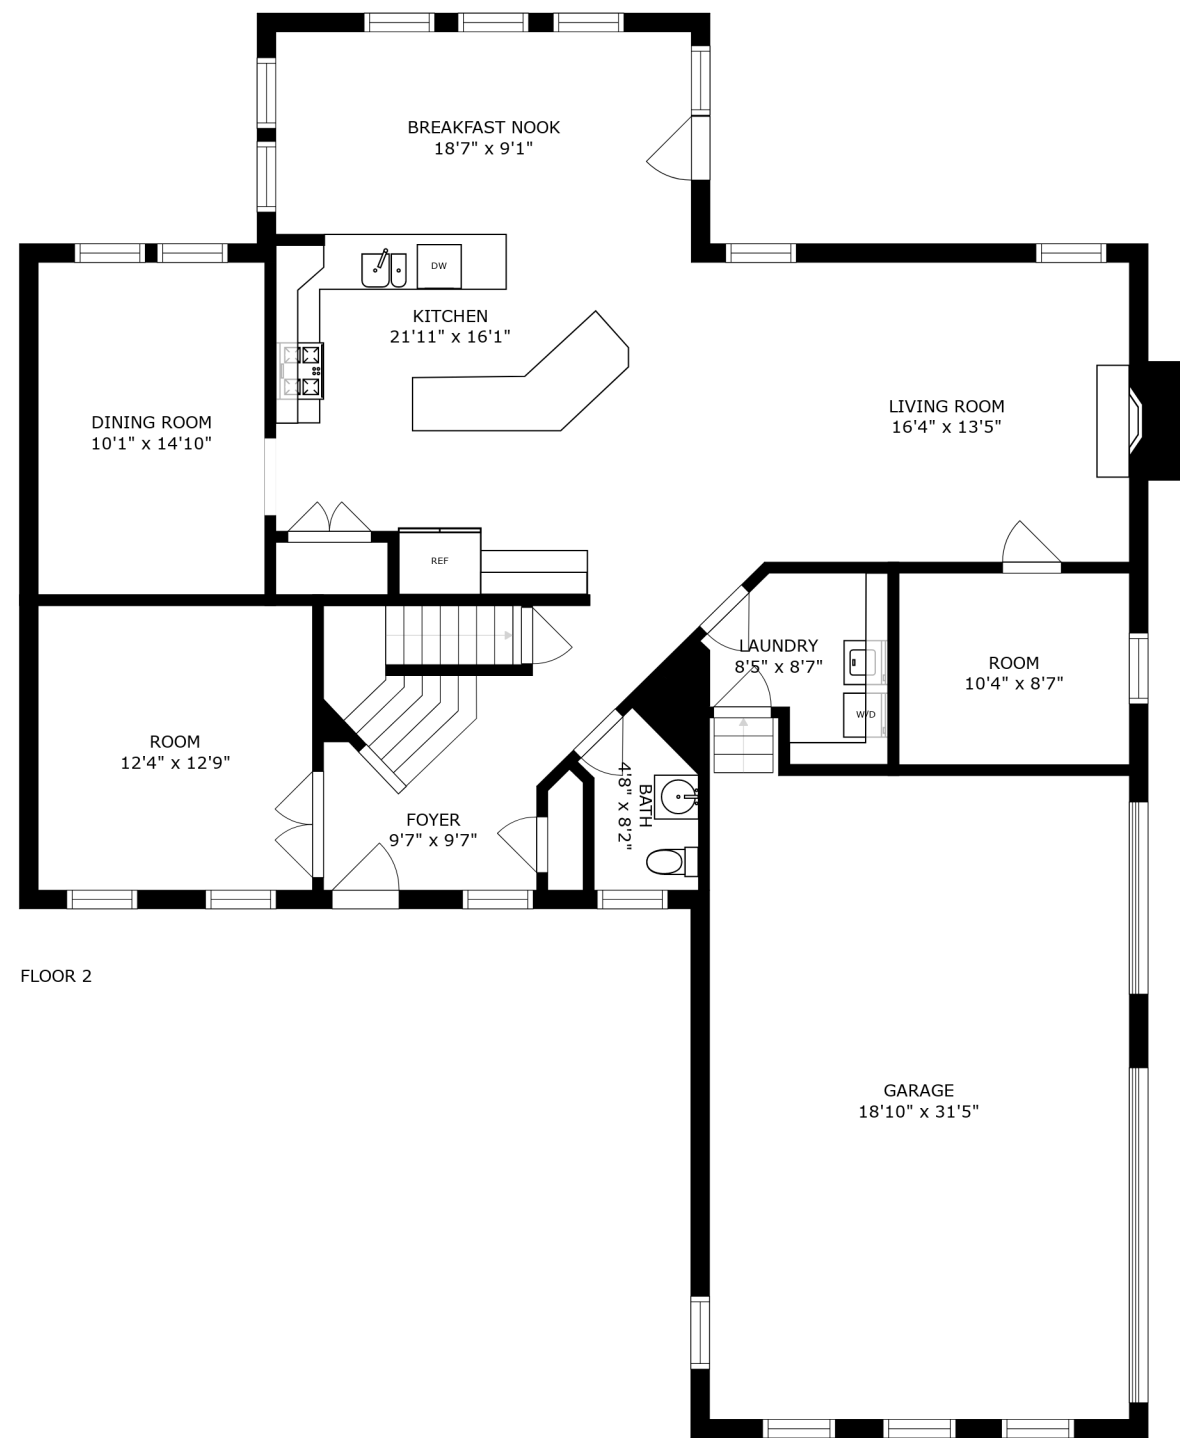 BREAKFAST NOOK
18'7" x 9'1"
DW
KITCHEN
21'11" x 16'1"
DINING ROOM
10'1" x 14'10"
LIVING ROOM
16'4" x 13'5"
REF
LAUNDRY
8'5" x 8'7"
ROOM
10'4" x 8'7"
W/D
ROOM
12'4" x 12'9"
BATH
4'8" x 8'2"
FOYER
9'7" x 9'7"
FLOOR 2
GARAGE
18'10" x 31'5"